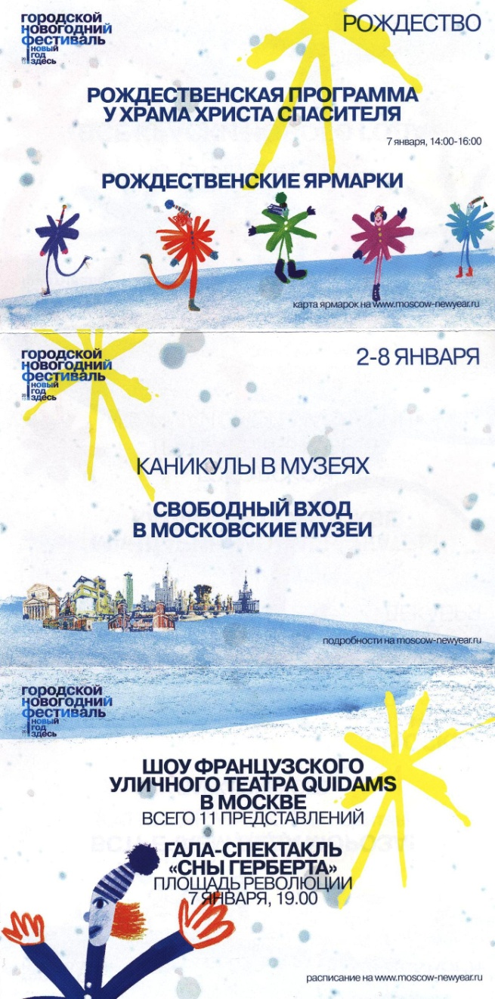 городской
новогодний
фестиваль
новый
год
здесь
РОЖДЕСТВО
РОЖДЕСТВЕНСКАЯ ПРОГРАММА
У ХРАМА ХРИСТА СПАСИТЕЛЯ
7 января, 14:00-16:00
РОЖДЕСТВЕНСКИЕ ЯРМАРКИ
карта ярмарок на www.moscow-newyear.ru
городской
новогодний
фестиваль
новый
год
здесь
2-8 ЯНВАРЯ
КАНИКУЛЫ В МУЗЕЯХ
СВОБОДНЫЙ ВХОД
В МОСКОВСКИЕ МУЗЕИ
подробности на moscow-newyear.ru
городской
новогодний
фестиваль
новый
год
здесь
ШОУ ФРАНЦУЗСКОГО
УЛИЧНОГО ТЕАТРА QUIDAMS
В МОСКВЕ
ВСЕГО 11 ПРЕДСТАВЛЕНИЙ
ГАЛА-СПЕКТАКЛЬ
«СНЫ ГЕРБЕРТА»
ПЛОЩАДЬ РЕВОЛЮЦИИ
7 ЯНВАРЯ, 19.00
расписание на www.moscow-newyear.ru